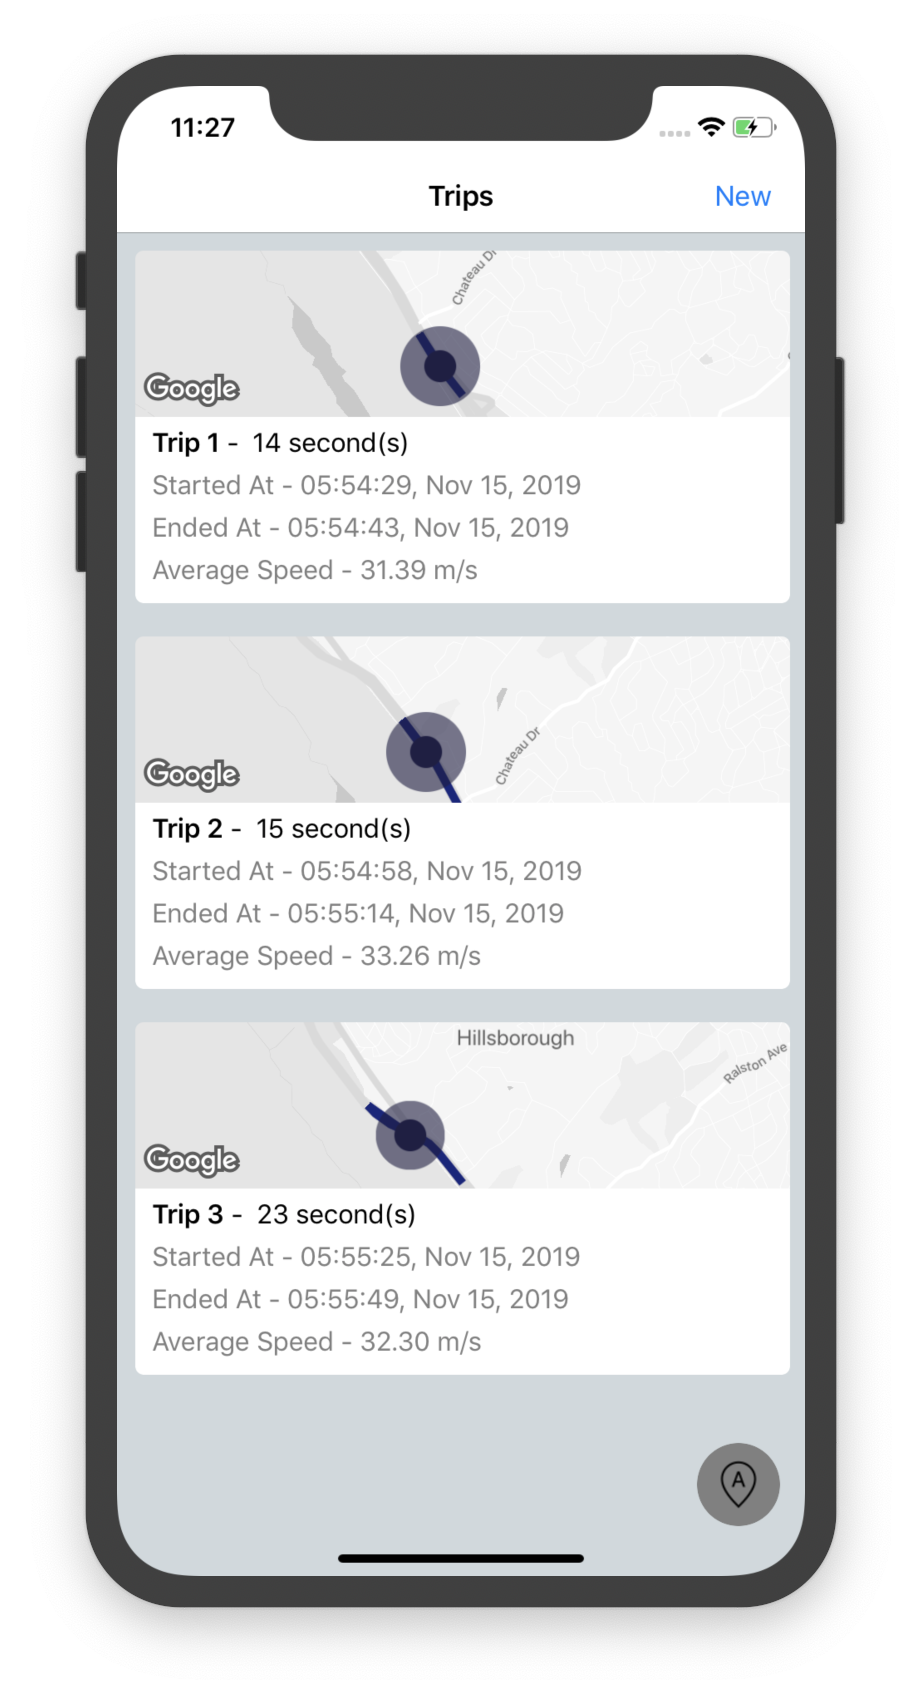 11:27
Trips
New
Chateau Dr
Google
Trip 1 - 14 second(s)
Started At - 05:54:29, Nov 15, 2019
Ended At - 05:54:43, Nov 15, 2019
Average Speed - 31.39 m/s
Chateau Dr
Google
Trip 2 - 15 second(s)
Started At - 05:54:58, Nov 15, 2019
Ended At - 05:55:14, Nov 15, 2019
Average Speed - 33.26 m/s
Hillsborough
Ralston Ave
Google
Trip 3 - 23 second(s)
Started At - 05:55:25, Nov 15, 2019
Ended At - 05:55:49, Nov 15, 2019
Average Speed - 32.30 m/s
A